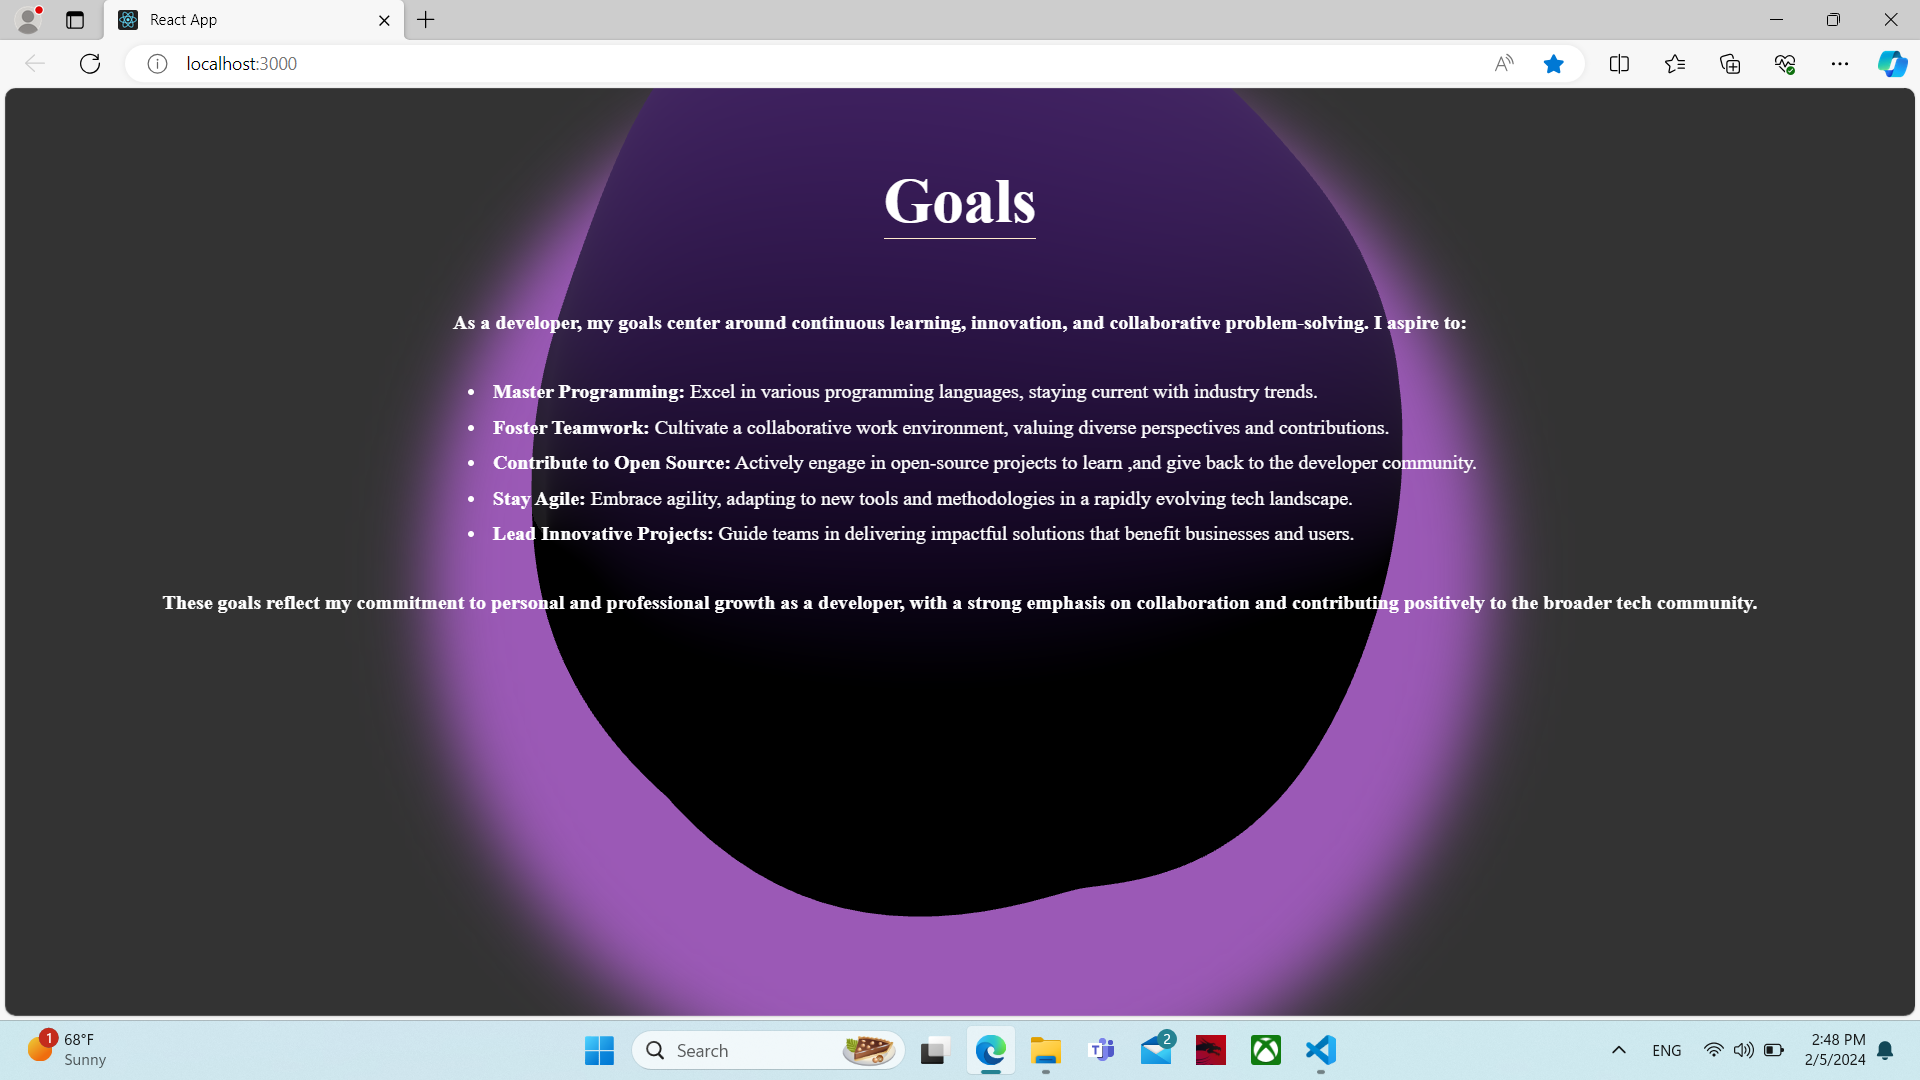 React App
localhost:3000
Goals
As a developer, my goals center around continuous learning, innovation, and collaborative problem-solving. I aspire to:
• Master Programming: Excel in various programming languages, staying current with industry trends.
• Foster Teamwork: Cultivate a collaborative work environment, valuing diverse perspectives and contributions.
• Contribute to Open Source: Actively engage in open-source projects to learn ,and give back to the developer community.
• Stay Agile: Embrace agility, adapting to new tools and methodologies in a rapidly evolving tech landscape.
• Lead Innovative Projects: Guide teams in delivering impactful solutions that benefit businesses and users.
These goals reflect my commitment to personal and professional growth as a developer, with a strong emphasis on collaboration and contributing positively to the broader tech community.
1
68°F
Sunny
Search
2
ENG
2:48 PM
2/5/2024